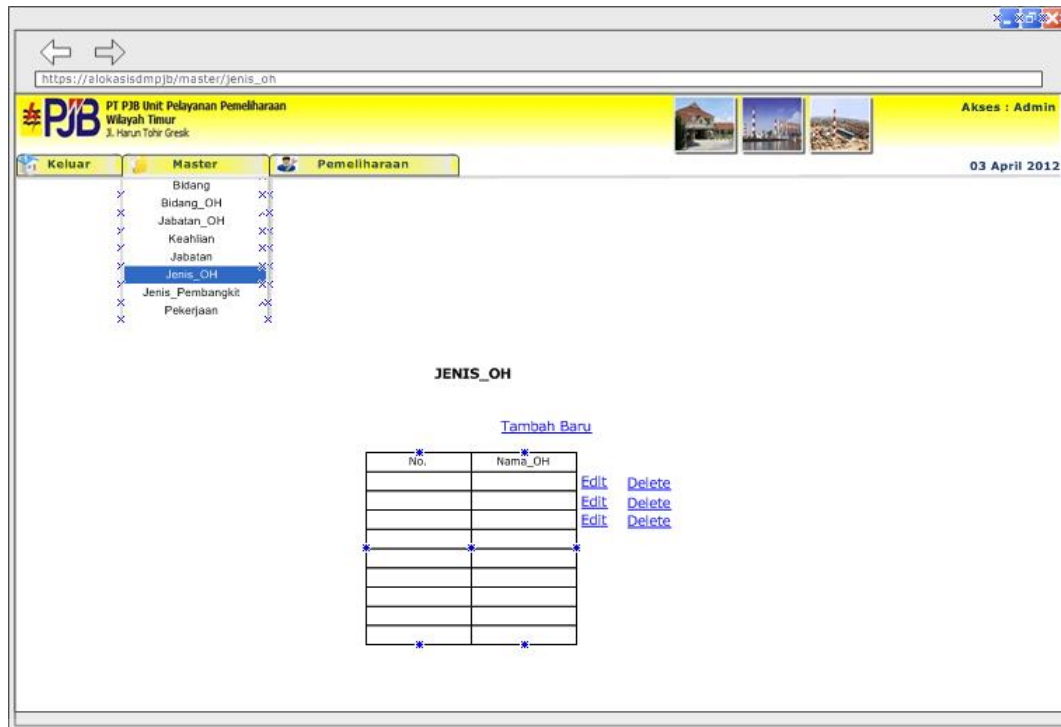 https://alokasisdmpjb/master/jenis_oh
PJB
PT PJB Unit Pelayanan Pemeliharaan
Wilayah Timur
Jl. Harun Tohir Gresik
Akses : Admin
Keluar Master Pemeliharaan
03 April 2012
Bidang
Bidang_OH
Jabatan_OH
Keahlian
Jabatan
Jenis_OH
Jenis_Pembangkit
Pekerjaan
JENIS_OH
Tambah Baru
No. Nama_OH
Edit Delete
Edit Delete
Edit Delete